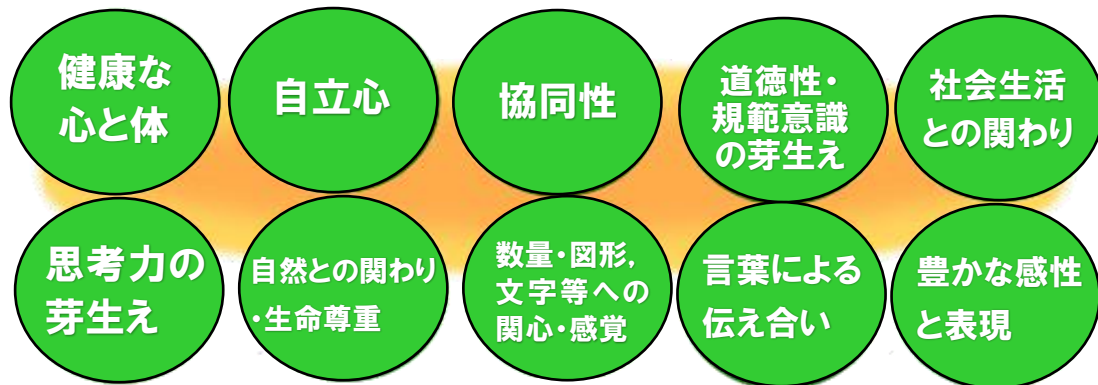 健康な
心と体
自立心
協同性
道徳性・
規範意識
の芽生え
社会生活
との関わり
思考力の
芽生え
自然との関わり
・生命尊重
数量・図形,
文字等への
関心・感覚
言葉による
伝え合い
豊かな感性
と表現